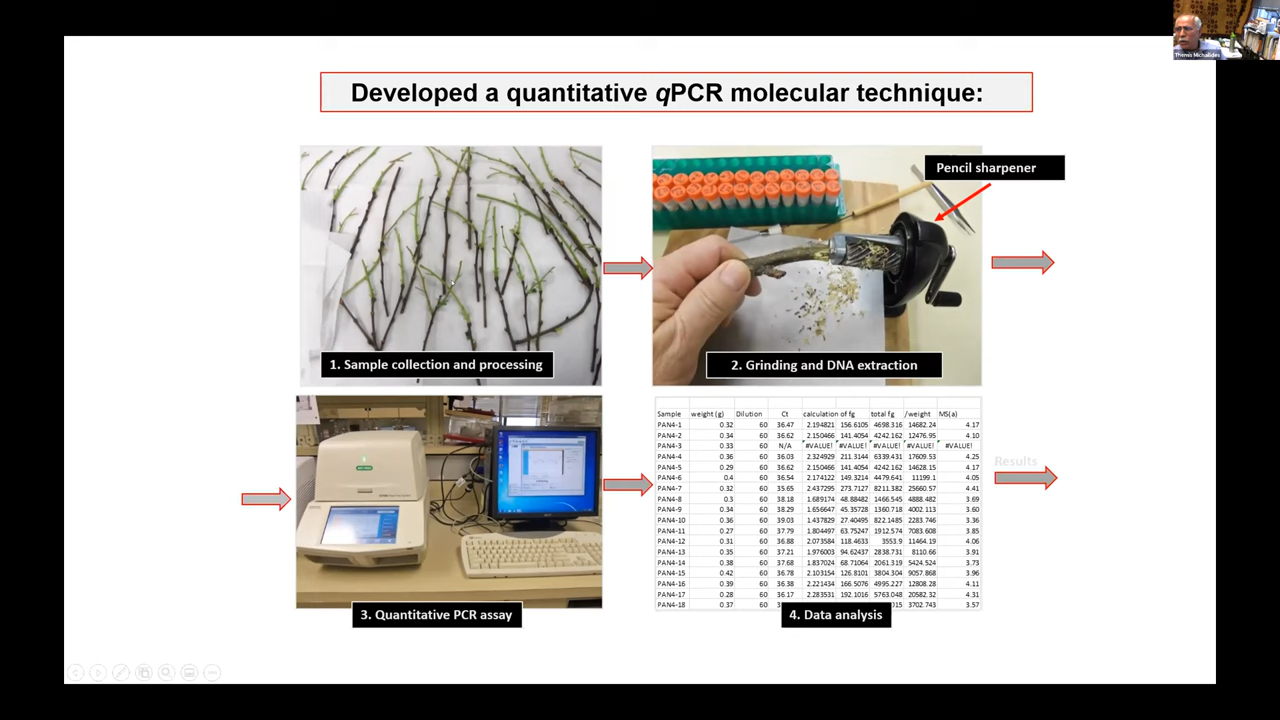 Themis Michailides
Developed a quantitative qPCR molecular technique:
Pencil sharpener
1. Sample collection and processing
2. Grinding and DNA extraction
Sample weight (g) Dilution Ct calculation of fg total fg /weight MS(a)
PAN4-1 0.32 60 36.47 2.194821 156.6105 4698.316 14682.24 4.17
PAN4-2 0.34 60 36.62 2.150466 141.4054 4242.162 12476.95 4.10
PAN4-3 0.33 60 N/A #VALUE! #VALUE! #VALUE! #VALUE! #VALUE!
PAN4-4 0.36 60 36.03 2.324929 211.3144 6339.431 17609.53 4.25
PAN4-5 0.29 60 36.62 2.150466 141.4054 4242.162 14628.15 4.17
PAN4-6 0.4 60 36.54 2.174122 149.3214 4479.641 11199.1 4.05
PAN4-7 0.32 60 35.65 2.437295 273.7127 8211.382 25660.57 4.41
PAN4-8 0.3 60 38.18 1.689174 48.88482 1466.545 4888.482 3.69
PAN4-9 0.34 60 38.29 1.656647 45.35728 1360.718 4002.113 3.60
PAN4-10 0.36 60 39.03 1.437829 27.40495 822.1485 2283.746 3.36
PAN4-11 0.27 60 37.79 1.804497 63.75247 1912.574 7083.608 3.85
PAN4-12 0.31 60 36.88 2.073584 118.4633 3553.9 11464.19 4.06
PAN4-13 0.35 60 37.21 1.976003 94.62437 2838.731 8110.66 3.91
PAN4-14 0.38 60 37.68 1.837024 68.71064 2061.319 5424.524 3.73
PAN4-15 0.42 60 36.78 2.103154 126.8101 3804.304 9057.868 3.96
PAN4-16 0.39 60 36.38 2.221434 166.5076 4995.227 12808.28 4.11
PAN4-17 0.28 60 36.17 2.283531 192.1016 5763.048 20582.32 4.31
PAN4-18 0.37 60 3702.743 3.57
Results
3. Quantitative PCR assay
4. Data analysis